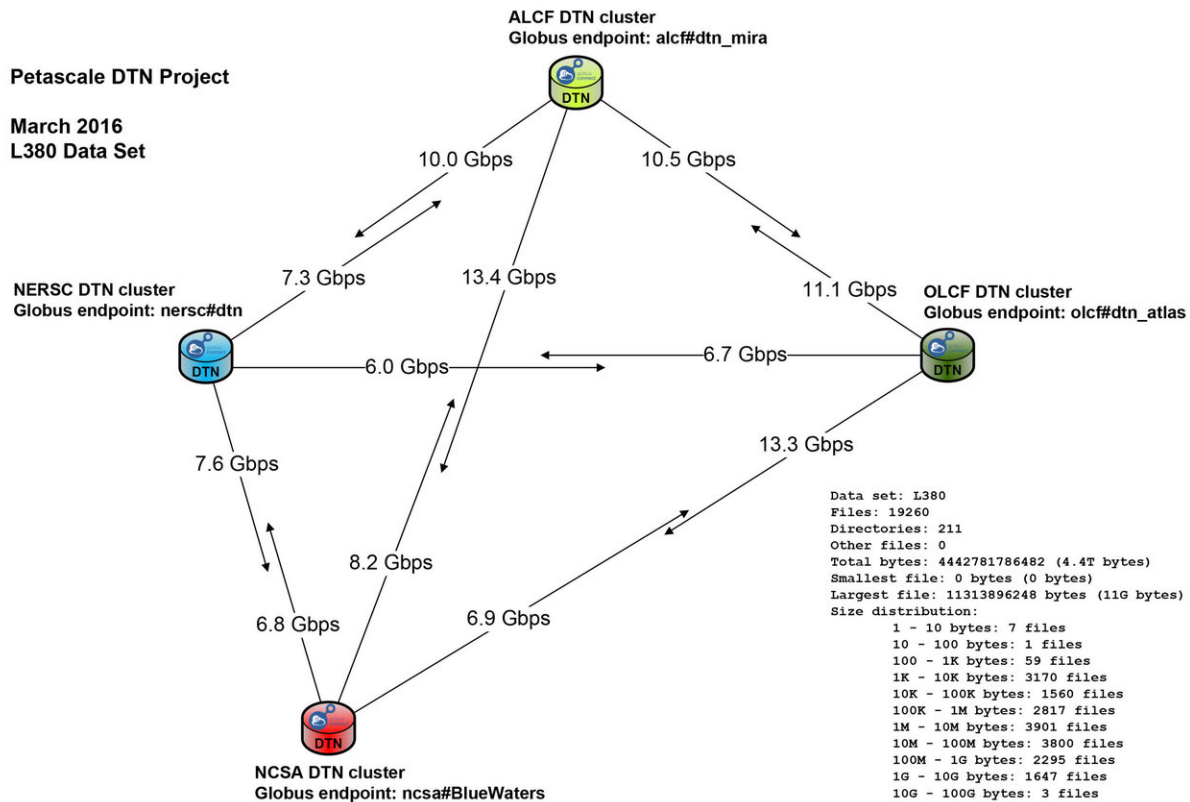 ALCF DTN cluster
Globus endpoint: alcf#dtn_mira
Petascale DTN Project
March 2016
L380 Data Set
DTN
10.0 Gbps
10.5 Gbps
7.3 Gbps
13.4 Gbps
11.1 Gbps
NERSC DTN cluster
Globus endpoint: nersc#dtn
OLCF DTN cluster
Globus endpoint: olcf#dtn_atlas
DTN
6.0 Gbps
6.7 Gbps
DTN
7.6 Gbps
13.3 Gbps
8.2 Gbps
6.8 Gbps
6.9 Gbps
DTN
NCSA DTN cluster
Globus endpoint: ncsa#BlueWaters
Data set: L380
Files: 19260
Directories: 211
Other files: 0
Total bytes: 4442781786482 (4.4T bytes)
Smallest file: 0 bytes (0 bytes)
Largest file: 11313896248 bytes (11G bytes)
Size distribution:
1 - 10 bytes: 7 files
10 - 100 bytes: 1 files
100 - 1K bytes: 59 files
1K - 10K bytes: 3170 files
10K - 100K bytes: 1560 files
100K - 1M bytes: 2817 files
1M - 10M bytes: 3901 files
10M - 100M bytes: 3800 files
100M - 1G bytes: 2295 files
1G - 10G bytes: 1647 files
10G - 100G bytes: 3 files